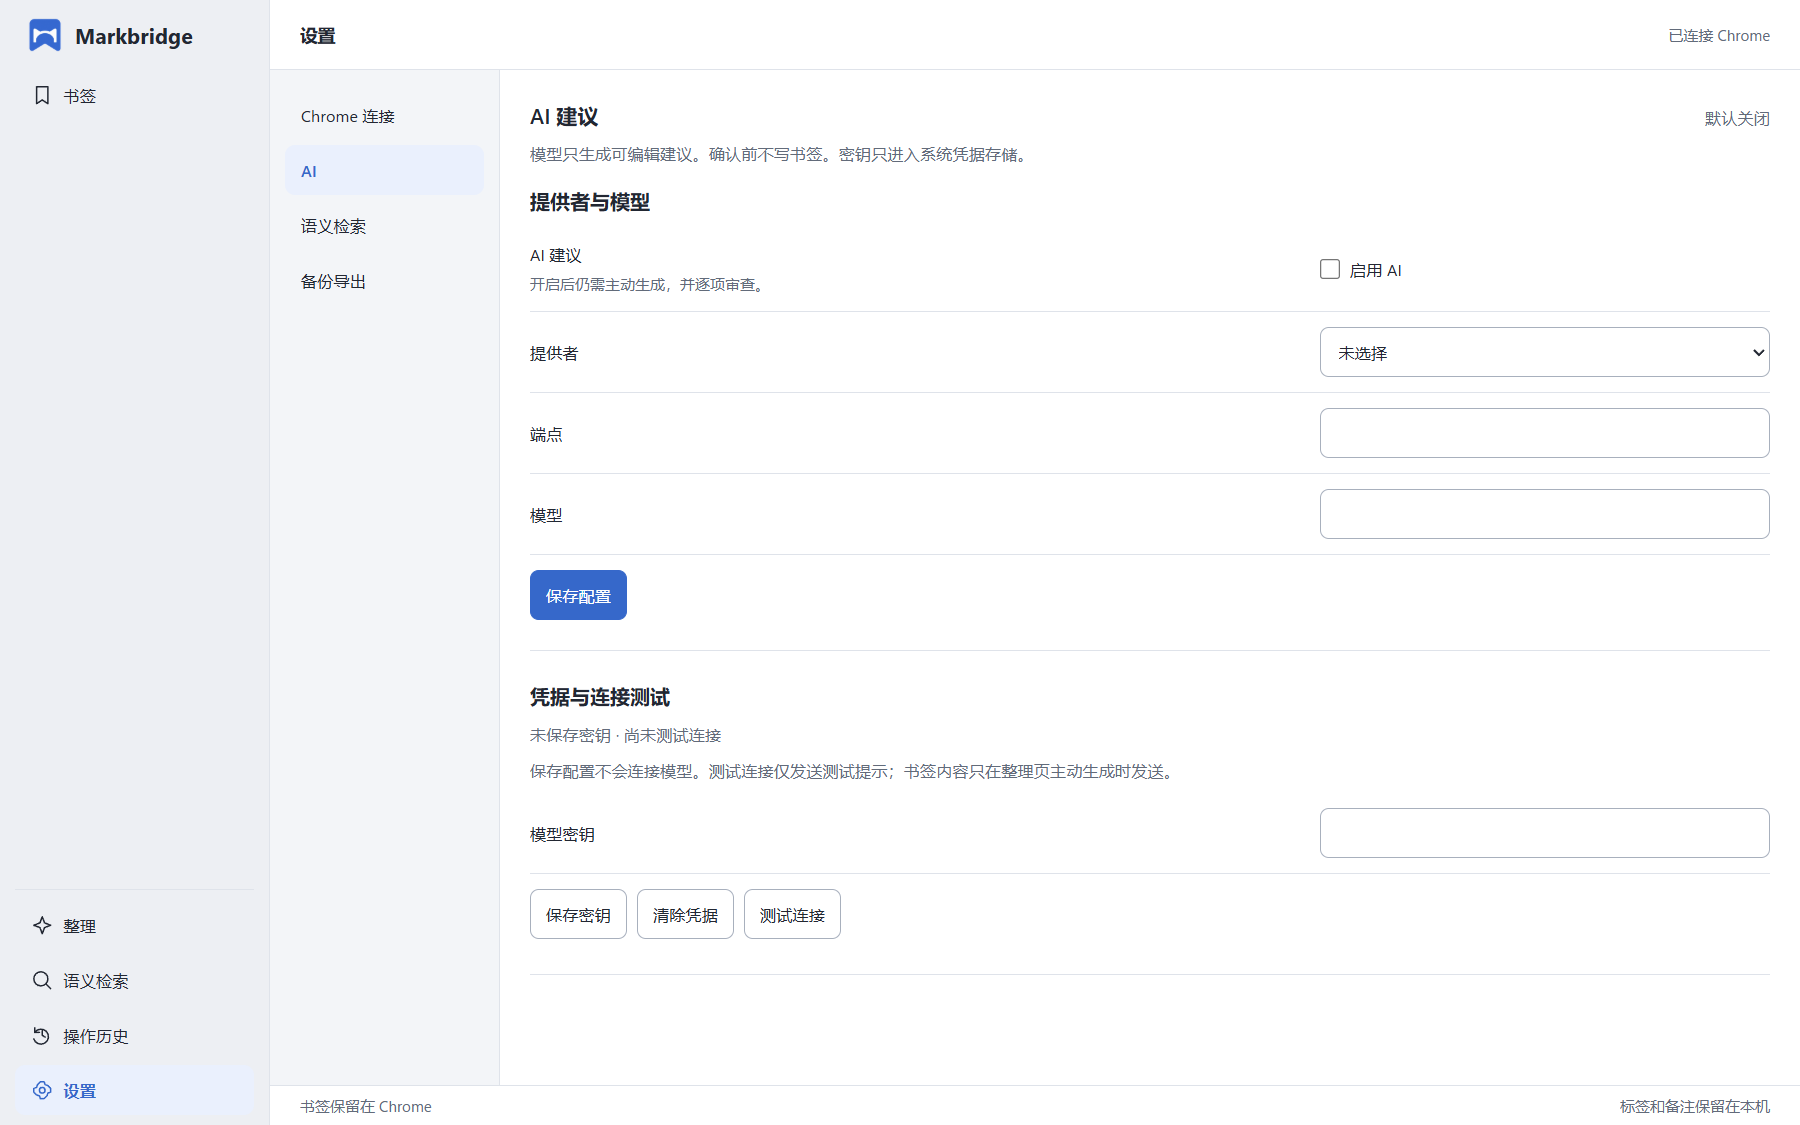 Markbridge
书签
整理
语义检索
操作历史
设置
设置
已连接 Chrome
Chrome 连接
AI
语义检索
备份导出
AI 建议
默认关闭
模型只生成可编辑建议。确认前不写书签。密钥只进入系统凭据存储。
提供者与模型
AI 建议
开启后仍需主动生成，并逐项审查。
启用 AI
提供者
未选择
端点
模型
保存配置
凭据与连接测试
未保存密钥 · 尚未测试连接
保存配置不会连接模型。测试连接仅发送测试提示；书签内容只在整理页主动生成时发送。
模型密钥
保存密钥
清除凭据
测试连接
书签保留在 Chrome
标签和备注保留在本机